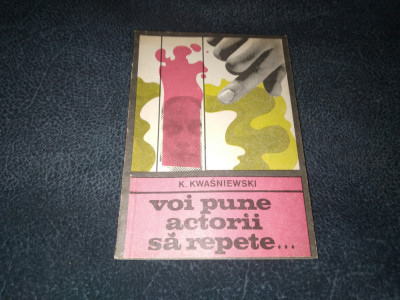 K. KWAŚNIEWSKI
voi pune
actorii
să repete...